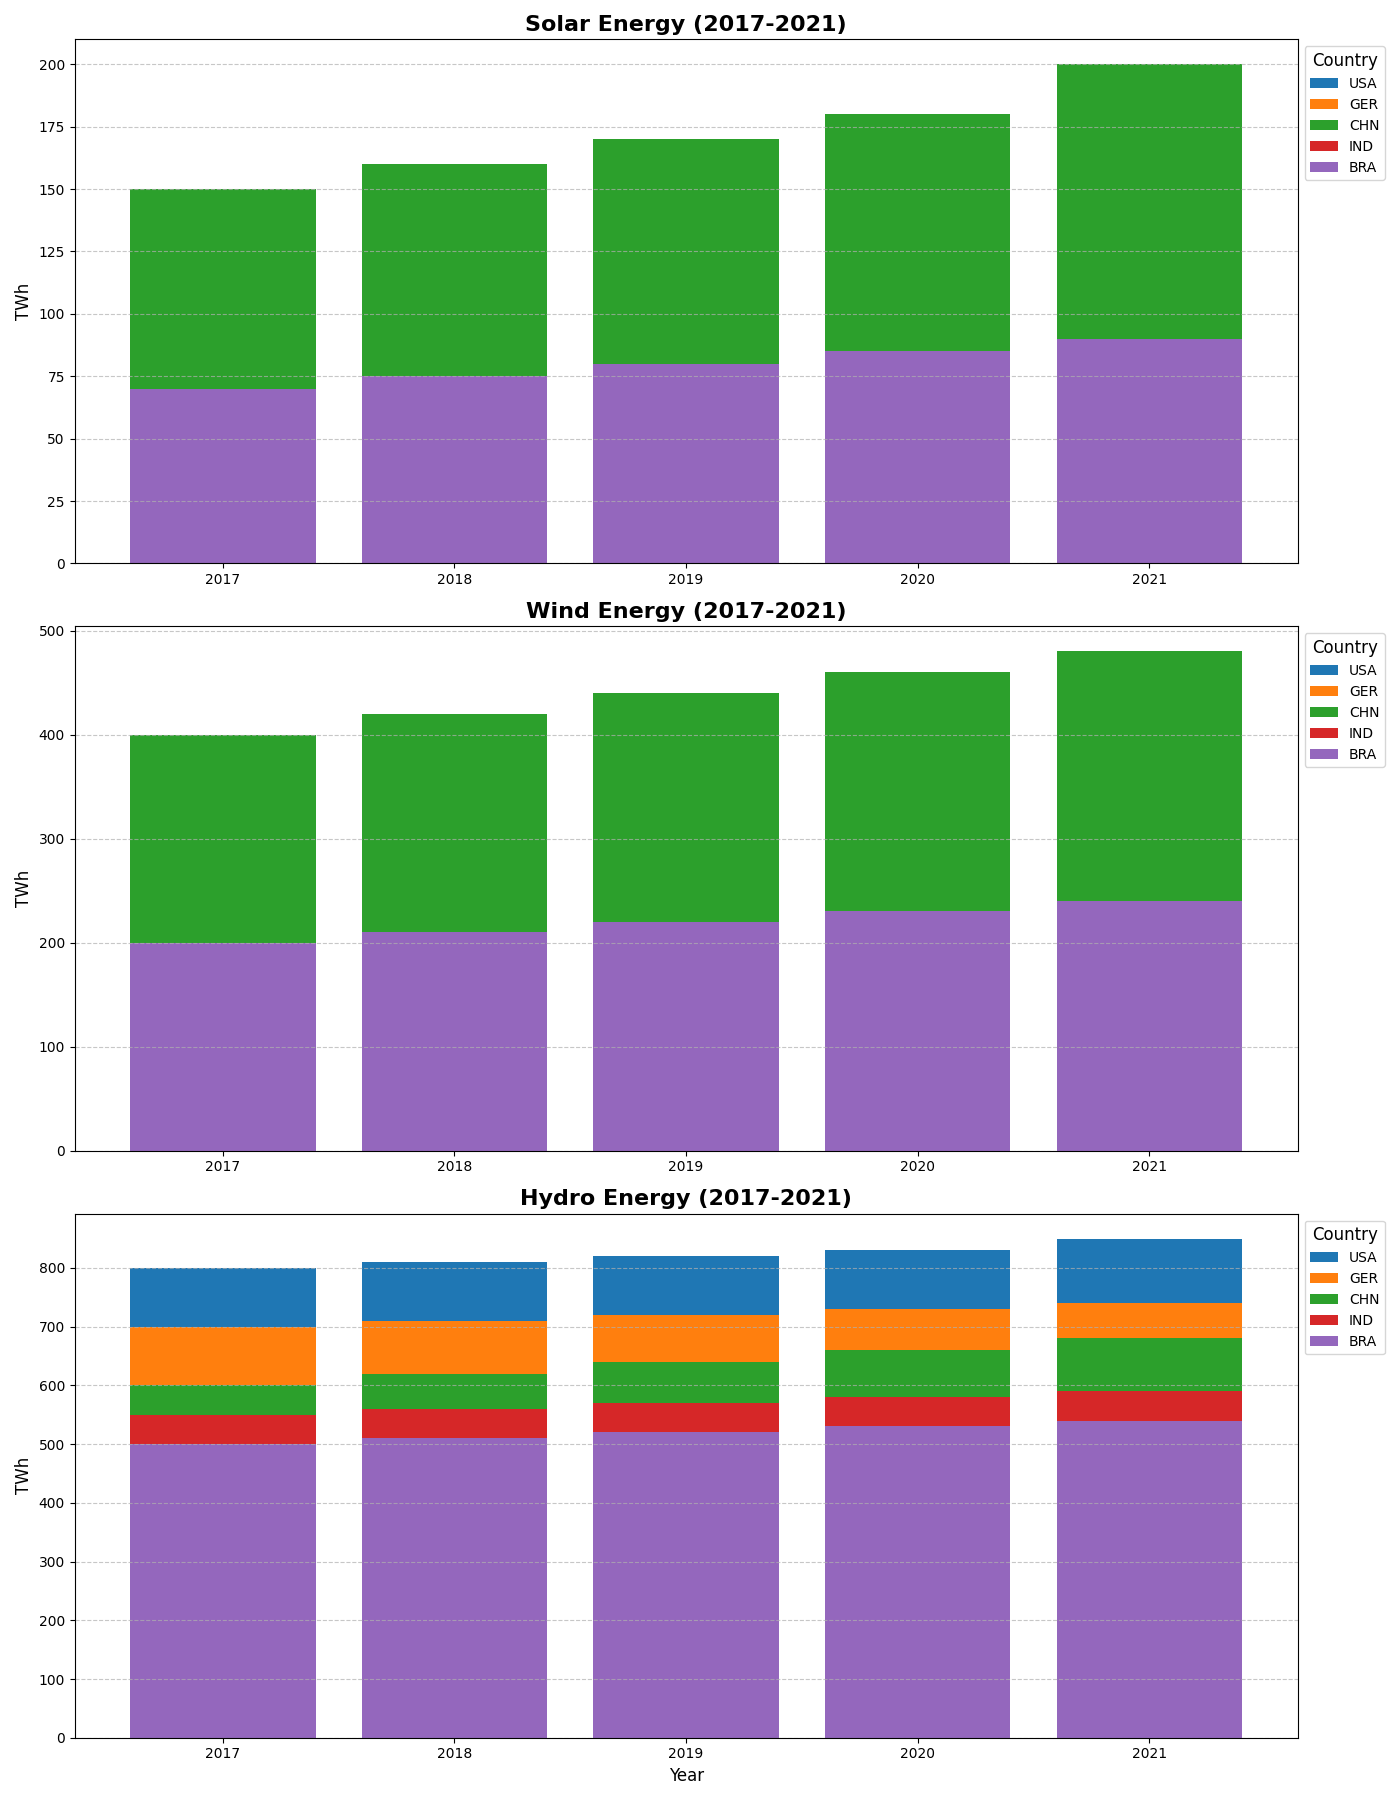 Solar Energy (2017-2021)
TWh
200
175
150
125
100
75
50
25
0
2017 2018 2019 2020 2021
Country
USA
GER
CHN
IND
BRA
Wind Energy (2017-2021)
TWh
500
400
300
200
100
0
2017 2018 2019 2020 2021
Country
USA
GER
CHN
IND
BRA
Hydro Energy (2017-2021)
TWh
800
700
600
500
400
300
200
100
0
2017 2018 2019 2020 2021
Year
Country
USA
GER
CHN
IND
BRA